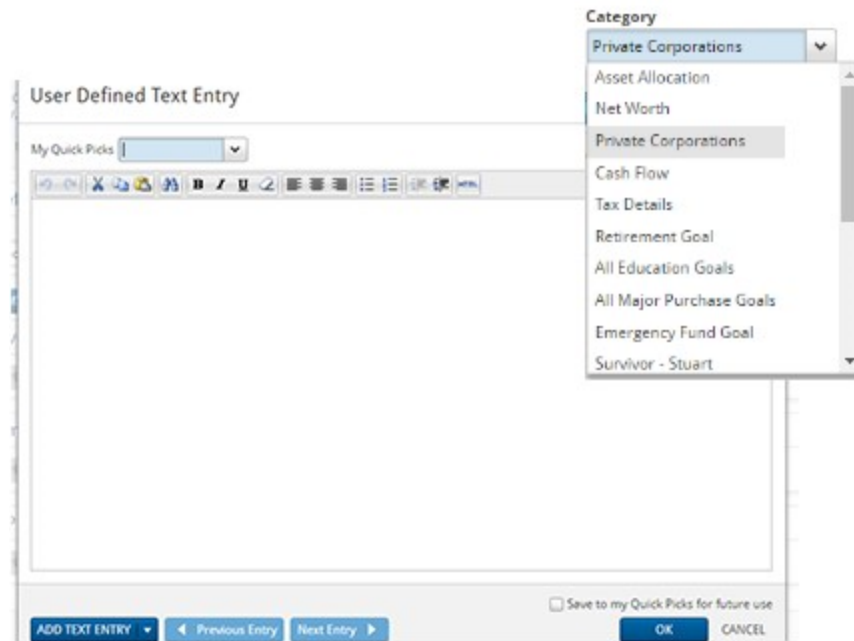 Category
Private Corporations
Asset Allocation
Net Worth
Private Corporations
Cash Flow
Tax Details
Retirement Goal
All Education Goals
All Major Purchase Goals
Emergency Fund Goal
Survivor - Stuart
User Defined Text Entry
My Quick Picks
B I U
HTML
Save to my Quick Picks for future use
ADD TEXT ENTRY Previous Entry Next Entry OK CANCEL